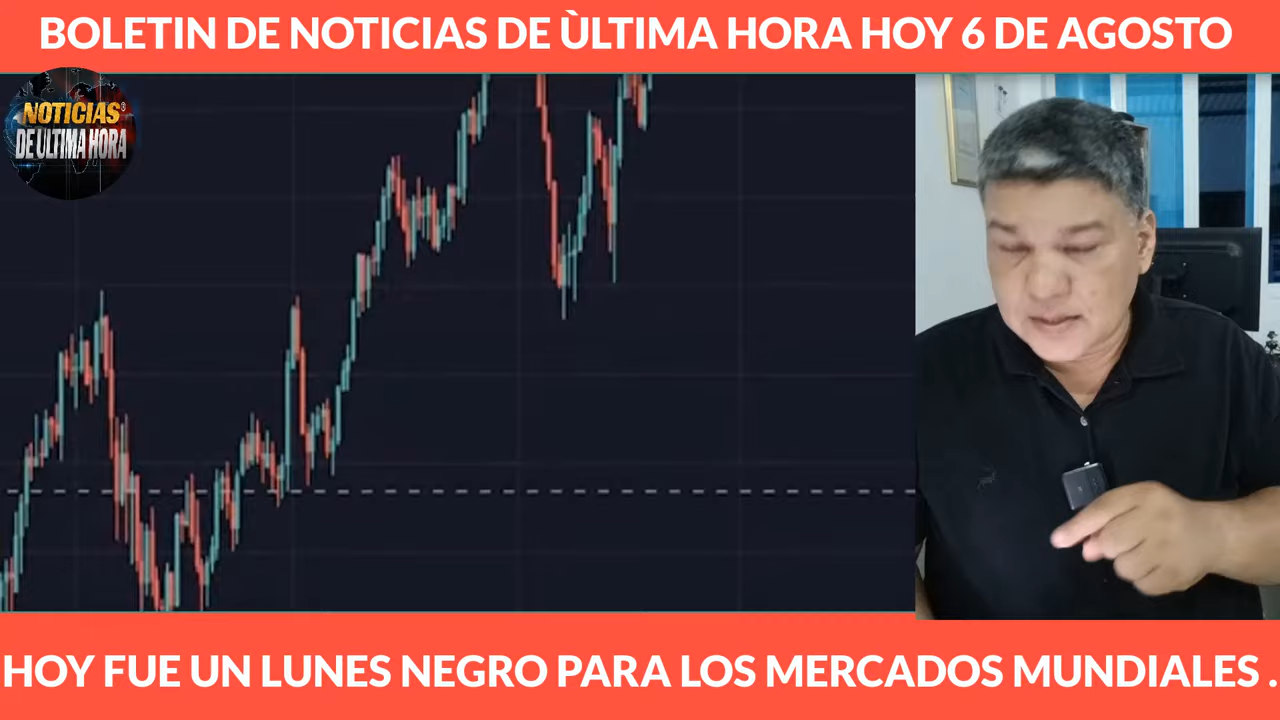 BOLETIN DE NOTICIAS DE ÙLTIMA HORA HOY 6 DE AGOSTO
NOTICIAS®
DE ULTIMA HORA
HOY FUE UN LUNES NEGRO PARA LOS MERCADOS MUNDIALES .